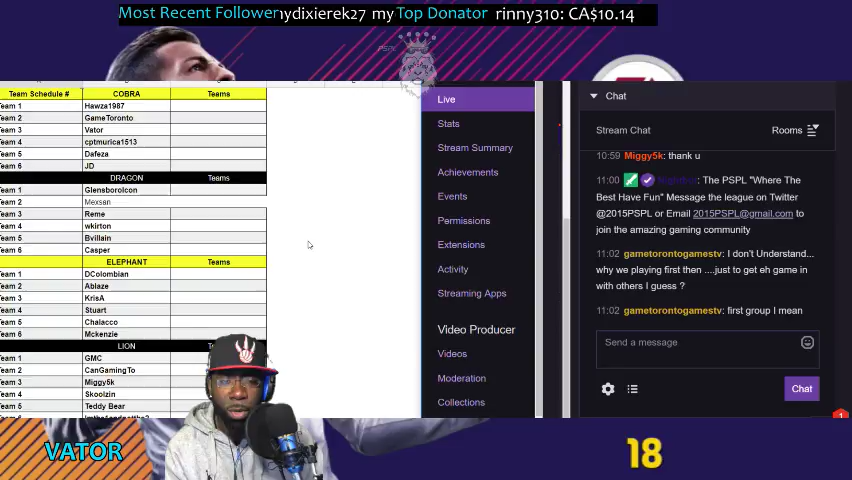 Most Recent Follower nydixierek27 my Top Donator rinny310: CA$10.14
PSPL
Team Schedule # COBRA Teams
Team 1 Hawza1987
Team 2 GameToronto
Team 3 Vator
Team 4 cptmurica1513
Team 5 Dafeza
Team 6 JD
DRAGON Teams
Team 1 Glensboroicon
Team 2 Mexsan
Team 3 Reme
Team 4 wkirton
Team 5 Bvillain
Team 6 Casper
ELEPHANT Teams
Team 1 DColombian
Team 2 Ablaze
Team 3 KrisA
Team 4 Stuart
Team 5 Chalacco
Team 6 Mckenzie
LION
Team 1 GMC
Team 2 CanGamingTo
Team 3 Miggy5k
Team 4 Skoolzin
Team 5 Teddy Bear
Live
Stats
Stream Summary
Achievements
Events
Permissions
Extensions
Activity
Streaming Apps
Video Producer
Videos
Moderation
Collections
Chat
Stream Chat Rooms
10:59 Miggy5k: thank u
11:00 Nightbot: The PSPL "Where The
Best Have Fun" Message the league on Twitter
@2015PSPL or Email 2015PSPL@gmail.com to
join the amazing gaming community
11:02 gametorontogamestv: I don't Understand...
why we playing first then ....just to get eh game in
with others I guess ?
11:02 gametorontogamestv: first group I mean
Send a message
Chat
1
VATOR
18